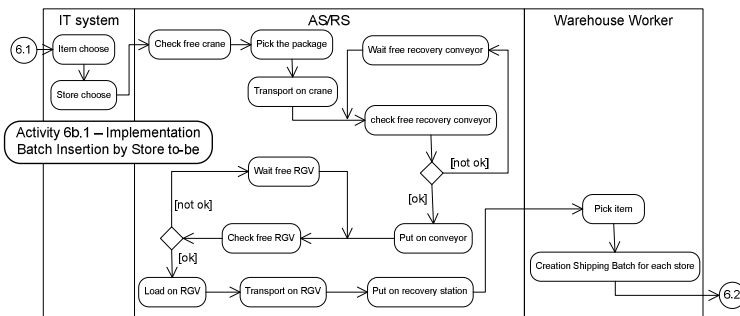 IT system
AS/RS
Warehouse Worker
6.1
Item choose
Check free crane
Pick the package
Wait free recovery conveyor
Store choose
Transport on crane
check free recovery conveyor
Activity 6b.1 – Implementation
Batch Insertion by Store to-be
[not ok]
Wait free RGV
[ok]
[not ok]
Pick item
Check free RGV
Put on conveyor
[ok]
Creation Shipping Batch for each store
Load on RGV
Transport on RGV
Put on recovery station
6.2